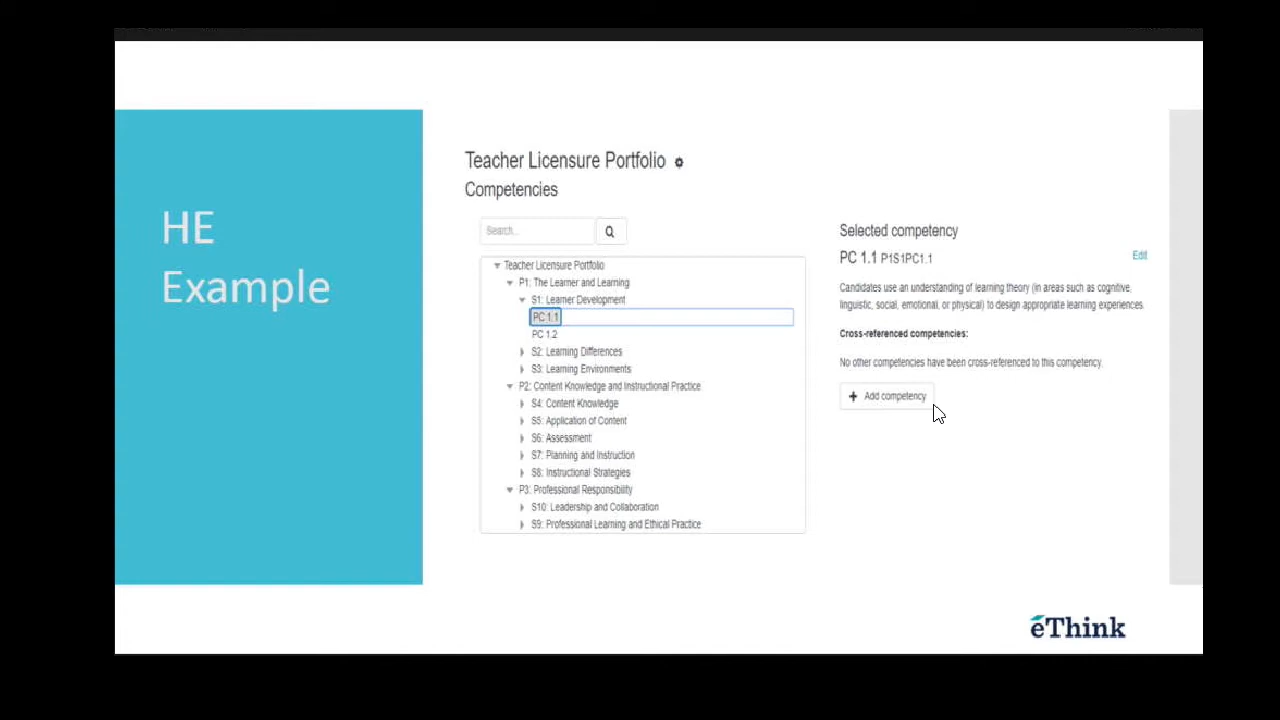 HE
Example
Teacher Licensure Portfolio
Competencies
Search...
Teacher Licensure Portfolio
P1: The Learner and Learning
S1: Learner Development
PC 1.1
PC 1.2
S2: Learning Differences
S3: Learning Environments
P2: Content Knowledge and Instructional Practice
S4: Content Knowledge
S5: Application of Content
S6: Assessment
S7: Planning and Instruction
S8: Instructional Strategies
P3: Professional Responsibility
S10: Leadership and Collaboration
S9: Professional Learning and Ethical Practice
Selected competency
PC 1.1 P1S1PC1.1
Edit
Candidates use an understanding of learning theory (in areas such as cognitive,
linguistic, social, emotional, or physical) to design appropriate learning experiences.
Cross-referenced competencies:
No other competencies have been cross-referenced to this competency.
Add competency
eThink